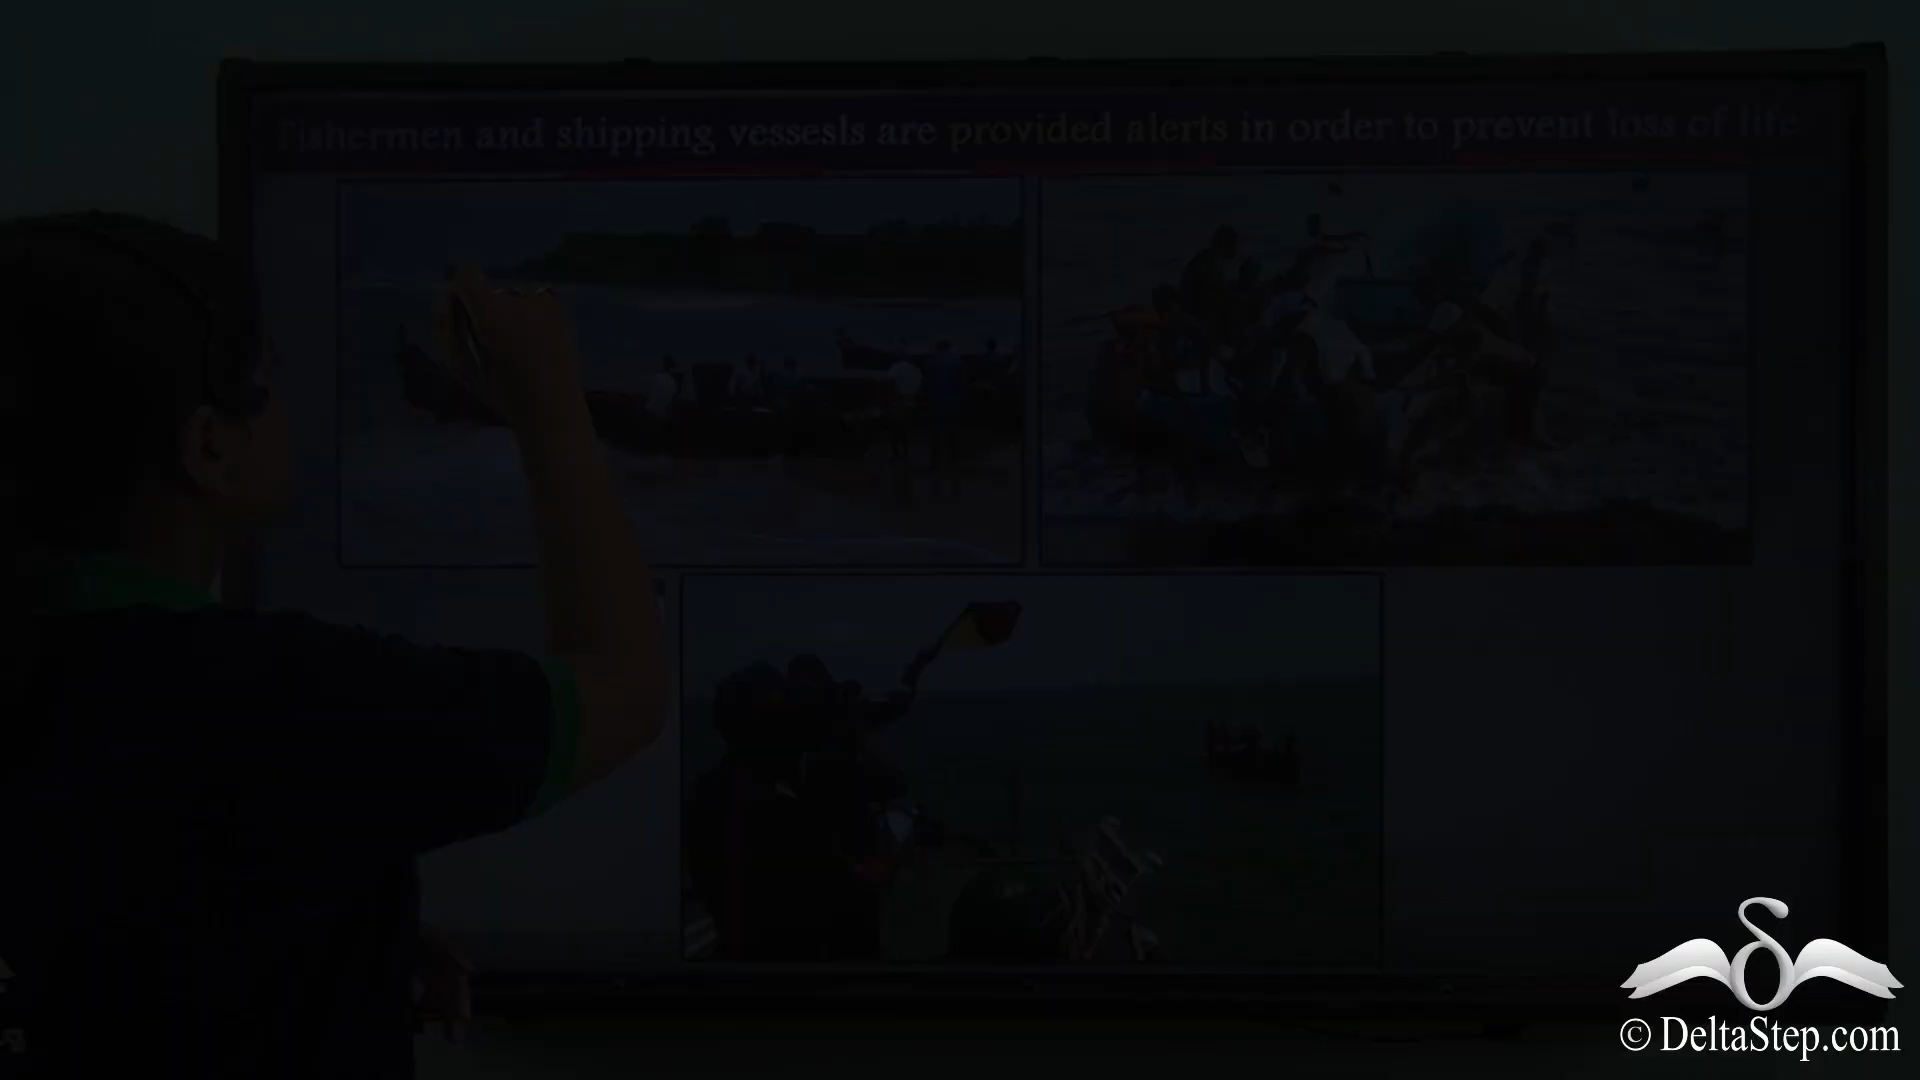 Fishermen and shipping vessesls are provided alerts in order to prevent loss of life.
© DeltaStep.com